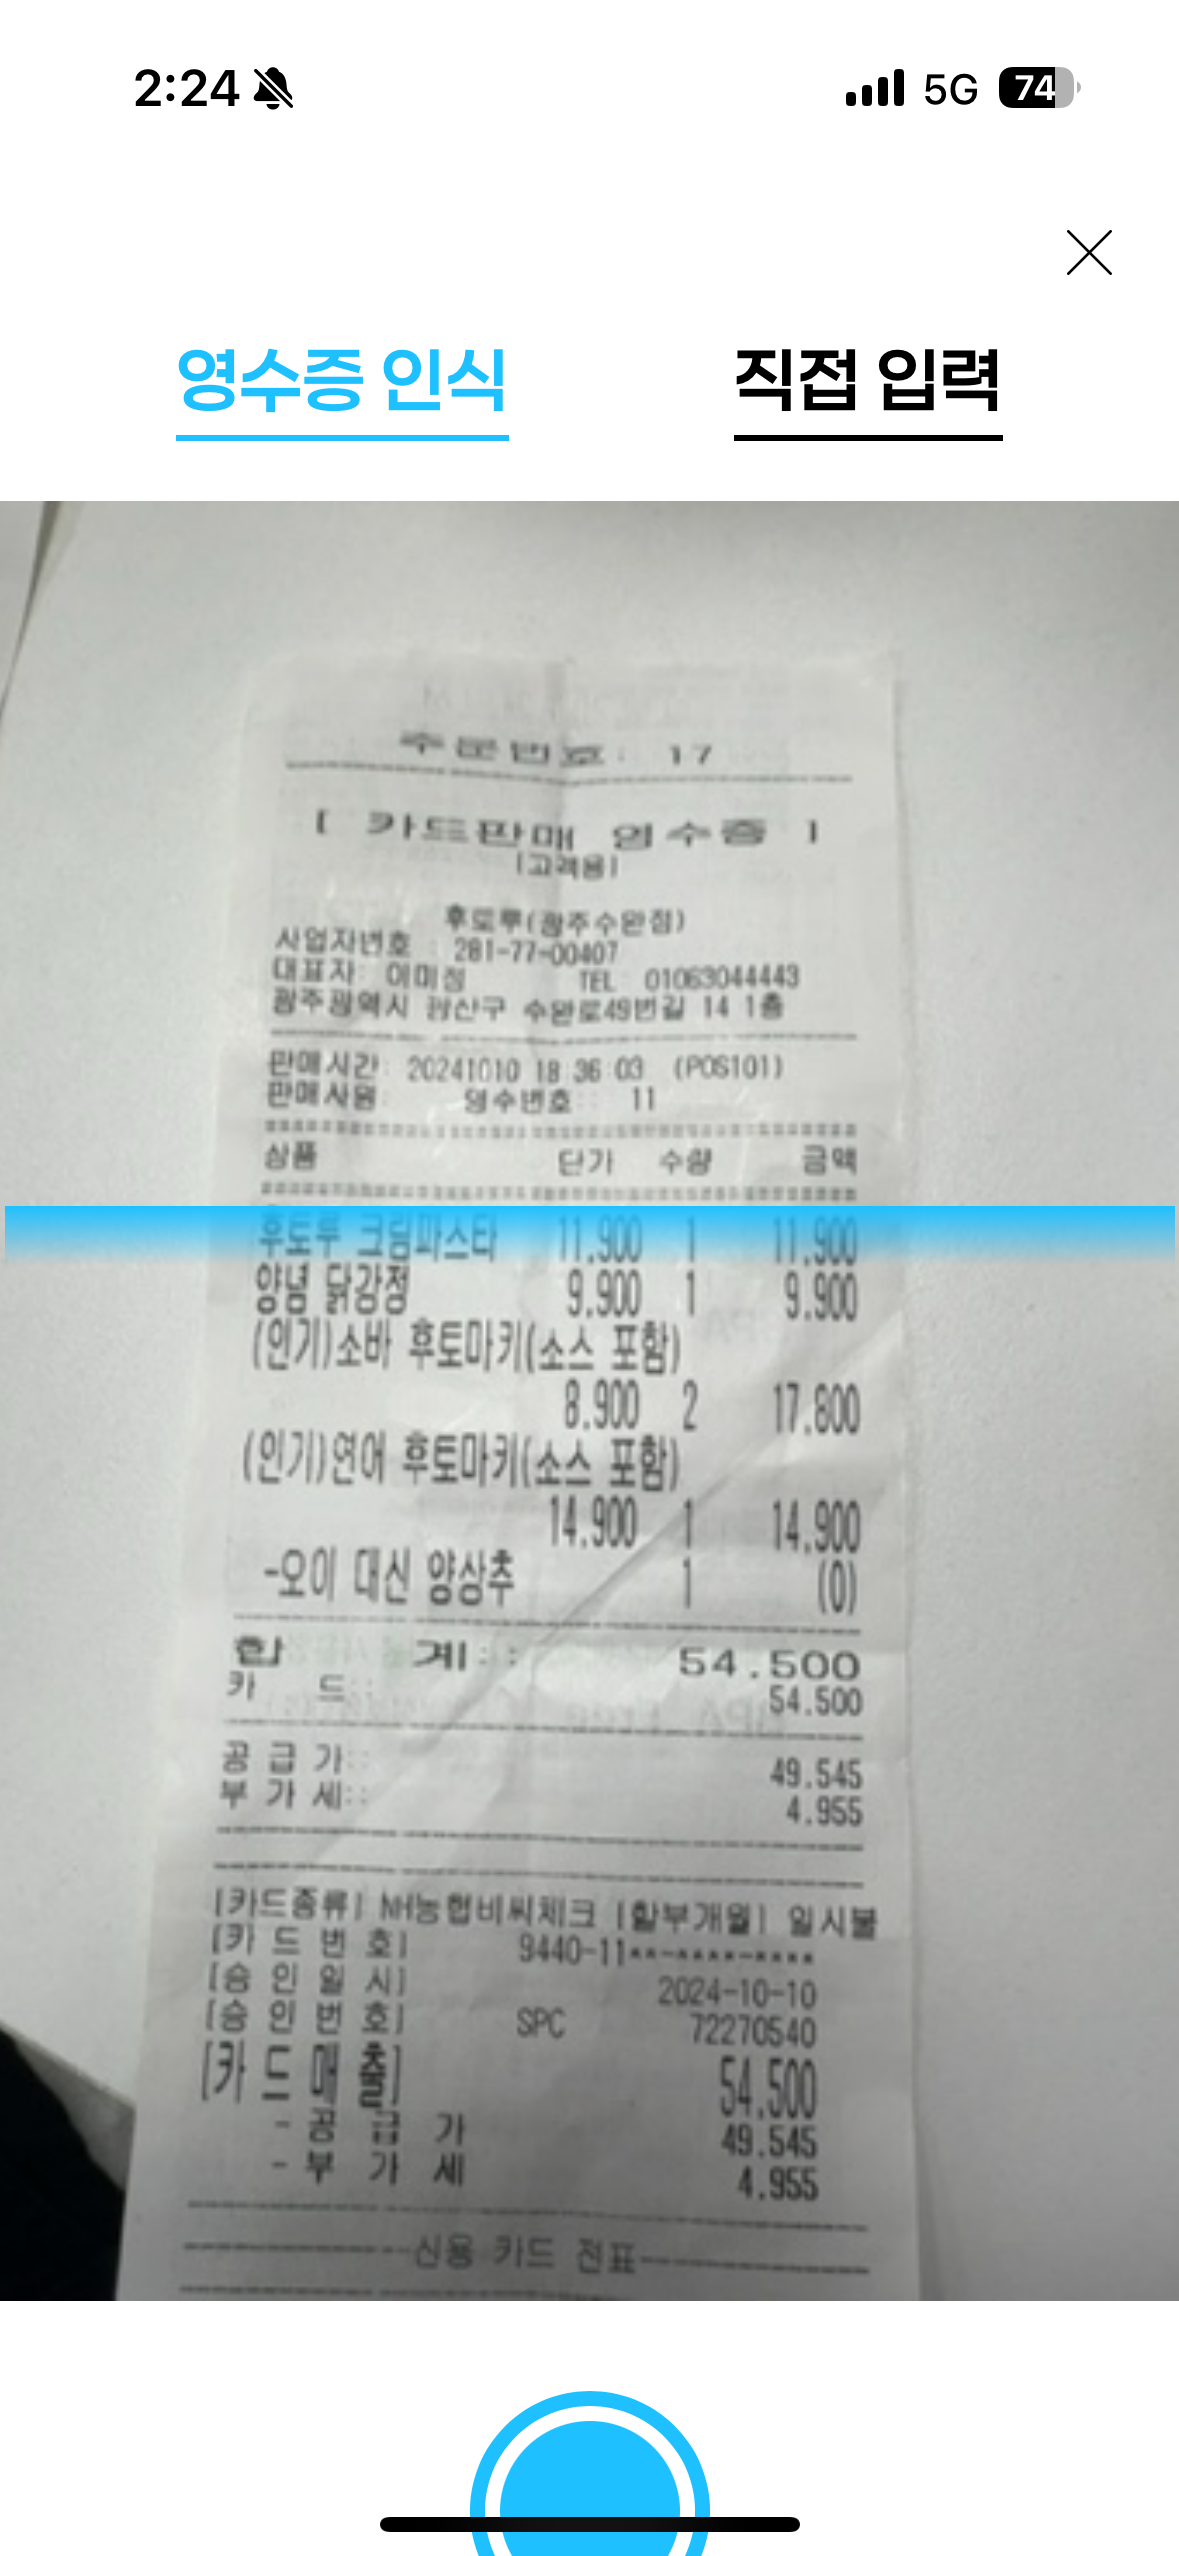 2:24 5G 74
영수증 인식 직접 입력
주문번호: 17
[ 카드판매 영수증 ]
[고객용]
후토루(광주수완점)
사업자번호 : 281-77-00407
대표자: 이미정 TEL 01063044443
광주광역시 광산구 수완로49번길 14 1층
판매시간: 20241010 18:36:03 (POS101)
판매사원: 영수번호:: 11
상품 단가 수량 금액
후토루 크림파스타 11.900 1 11.900
양념 닭강정 9.900 1 9.900
(인기)소바 후토마키(소스 포함)
8.900 2 17.800
(인기)연어 후토마키(소스 포함)
14.900 1 14.900
-오이 대신 양상추 1 (0)
합 계:: 54.500
카 드:: 54.500
공 급 가:: 49.545
부 가 세:: 4.955
[카드종류] NH농협비씨체크 [할부개월] 일시불
[카 드 번 호] 9440-11**-****-****
[승 인 일 시] 2024-10-10
[승 인 번 호] SPC 72270540
[카 드 매 출] 54.500
- 공 급 가 49.545
- 부 가 세 4.955
신용 카드 전표